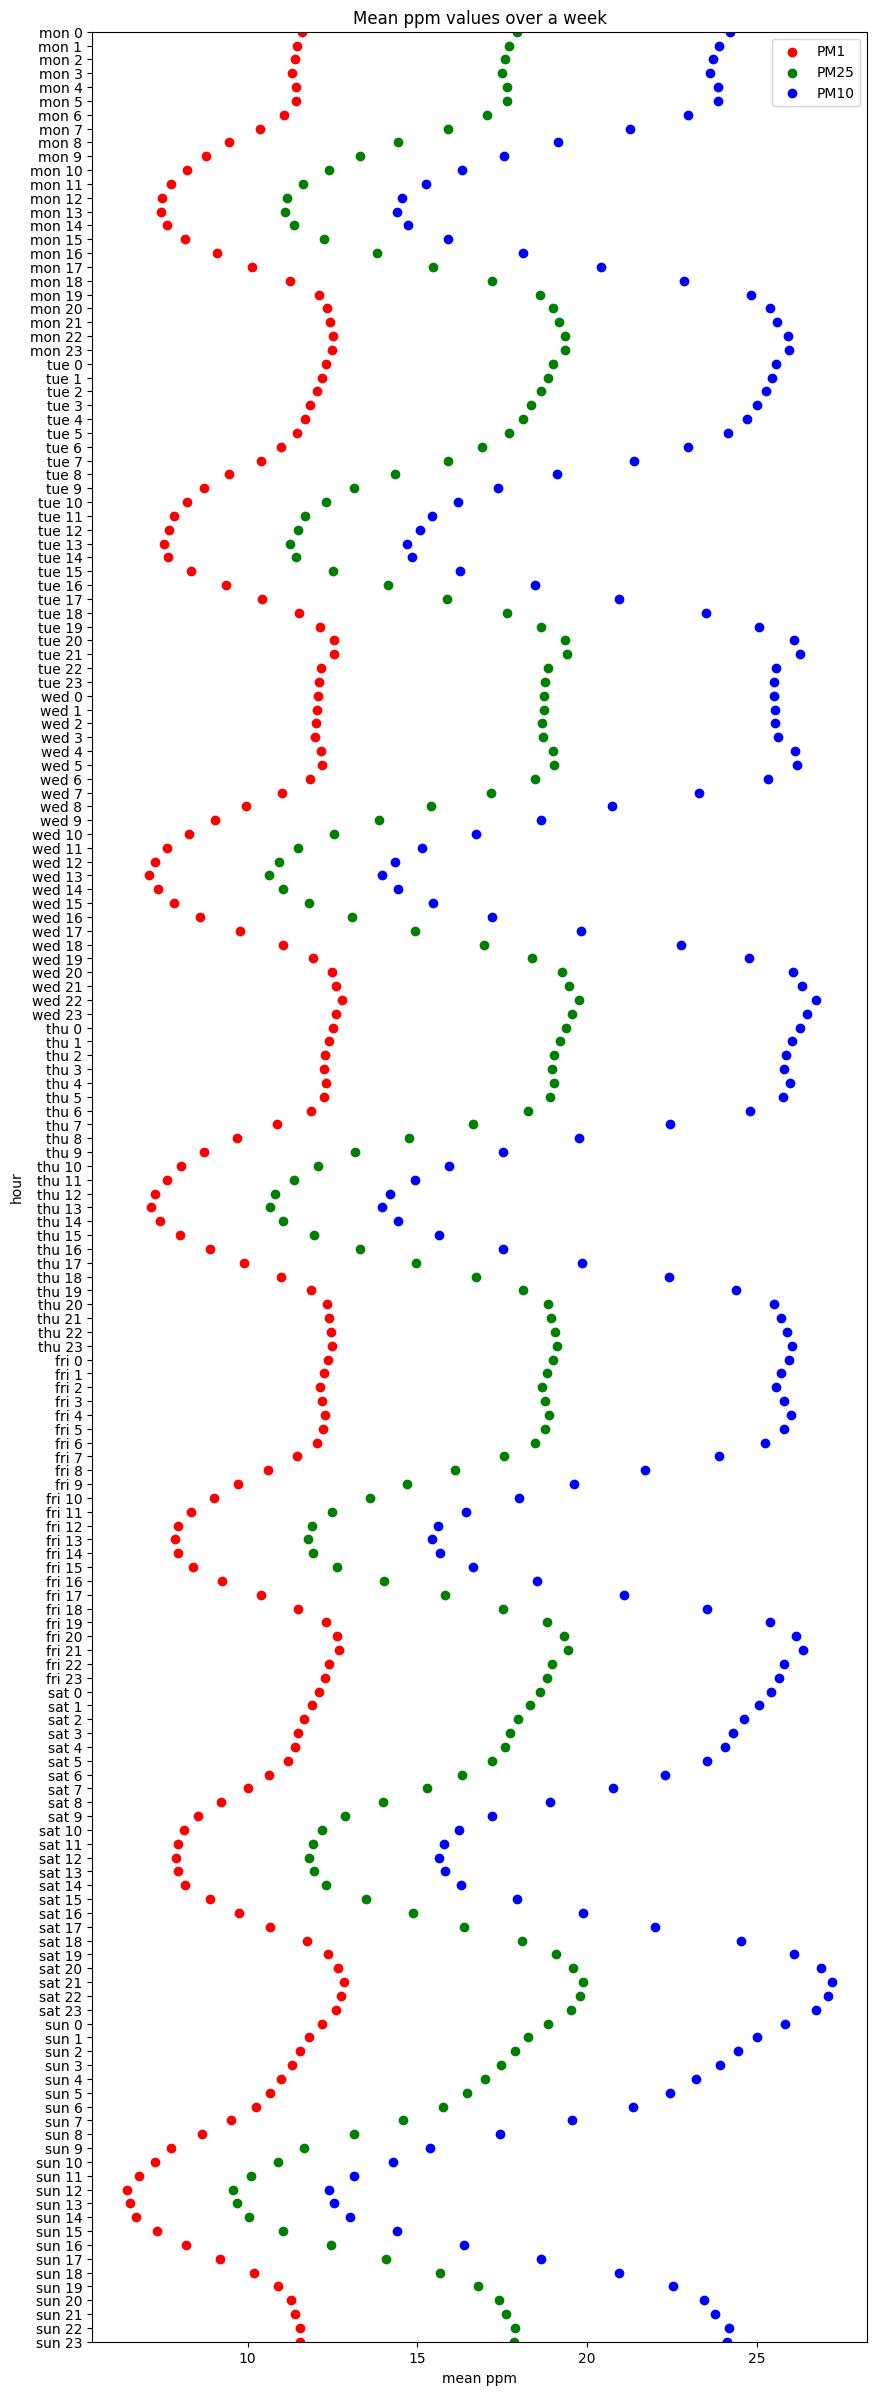 Mean ppm values over a week
PM1
PM25
PM10
mon 0
mon 1
mon 2
mon 3
mon 4
mon 5
mon 6
mon 7
mon 8
mon 9
mon 10
mon 11
mon 12
mon 13
mon 14
mon 15
mon 16
mon 17
mon 18
mon 19
mon 20
mon 21
mon 22
mon 23
tue 0
tue 1
tue 2
tue 3
tue 4
tue 5
tue 6
tue 7
tue 8
tue 9
tue 10
tue 11
tue 12
tue 13
tue 14
tue 15
tue 16
tue 17
tue 18
tue 19
tue 20
tue 21
tue 22
tue 23
wed 0
wed 1
wed 2
wed 3
wed 4
wed 5
wed 6
wed 7
wed 8
wed 9
wed 10
wed 11
wed 12
wed 13
wed 14
wed 15
wed 16
wed 17
wed 18
wed 19
wed 20
wed 21
wed 22
wed 23
thu 0
thu 1
thu 2
thu 3
thu 4
thu 5
thu 6
thu 7
thu 8
thu 9
thu 10
thu 11
thu 12
thu 13
thu 14
thu 15
thu 16
thu 17
thu 18
thu 19
thu 20
thu 21
thu 22
thu 23
fri 0
fri 1
fri 2
fri 3
fri 4
fri 5
fri 6
fri 7
fri 8
fri 9
fri 10
fri 11
fri 12
fri 13
fri 14
fri 15
fri 16
fri 17
fri 18
fri 19
fri 20
fri 21
fri 22
fri 23
sat 0
sat 1
sat 2
sat 3
sat 4
sat 5
sat 6
sat 7
sat 8
sat 9
sat 10
sat 11
sat 12
sat 13
sat 14
sat 15
sat 16
sat 17
sat 18
sat 19
sat 20
sat 21
sat 22
sat 23
sun 0
sun 1
sun 2
sun 3
sun 4
sun 5
sun 6
sun 7
sun 8
sun 9
sun 10
sun 11
sun 12
sun 13
sun 14
sun 15
sun 16
sun 17
sun 18
sun 19
sun 20
sun 21
sun 22
sun 23
hour
10 15 20 25
mean ppm